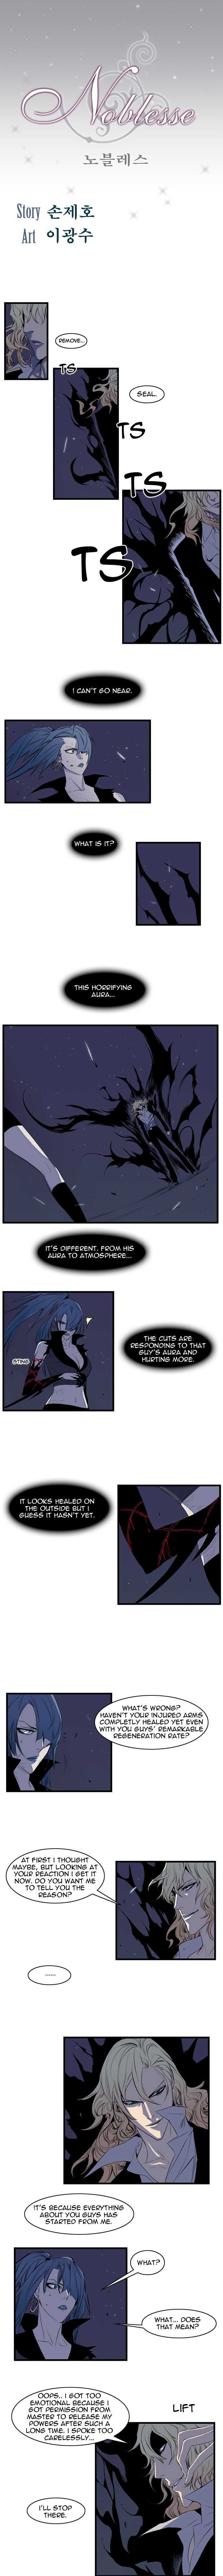 Noblesse
노블레스
Story 손제호
Art 이광수
REMOVE..
TS
SEAL.
TS
TS
TS
I CAN'T GO NEAR.
WHAT IS IT?
THIS HORRIFYING
AURA...
IT'S DIFFERENT. FROM HIS
AURA TO ATMOSPHERE...
STING
THE CUTS ARE
RESPONDING TO THAT
GUY'S AURA AND
HURTING MORE.
IT LOOKS HEALED ON
THE OUTSIDE BUT I
GUESS IT HASN'T YET.
WHAT'S WRONG?
HAVEN'T YOUR INJURED ARMS
COMPLETELY HEALED YET EVEN
WITH YOU GUYS' REMARKABLE
REGENERATION RATE?
AT FIRST I THOUGHT
MAYBE, BUT LOOKING AT
YOUR REACTION I GET IT
NOW. DO YOU WANT ME
TO TELL YOU THE
REASON?
.....
IT'S BECAUSE EVERYTHING
ABOUT YOU GUYS HAS
STARTED FROM ME.
WHAT?
WHAT... DOES
THAT MEAN?
OOPS.. I GOT TOO
EMOTIONAL BECAUSE I
GOT PERMISSION FROM
MASTER TO RELEASE MY
POWERS AFTER SUCH A
LONG TIME. I SPOKE TOO
CARELESSLY...
LIFT
I'LL STOP
THERE.